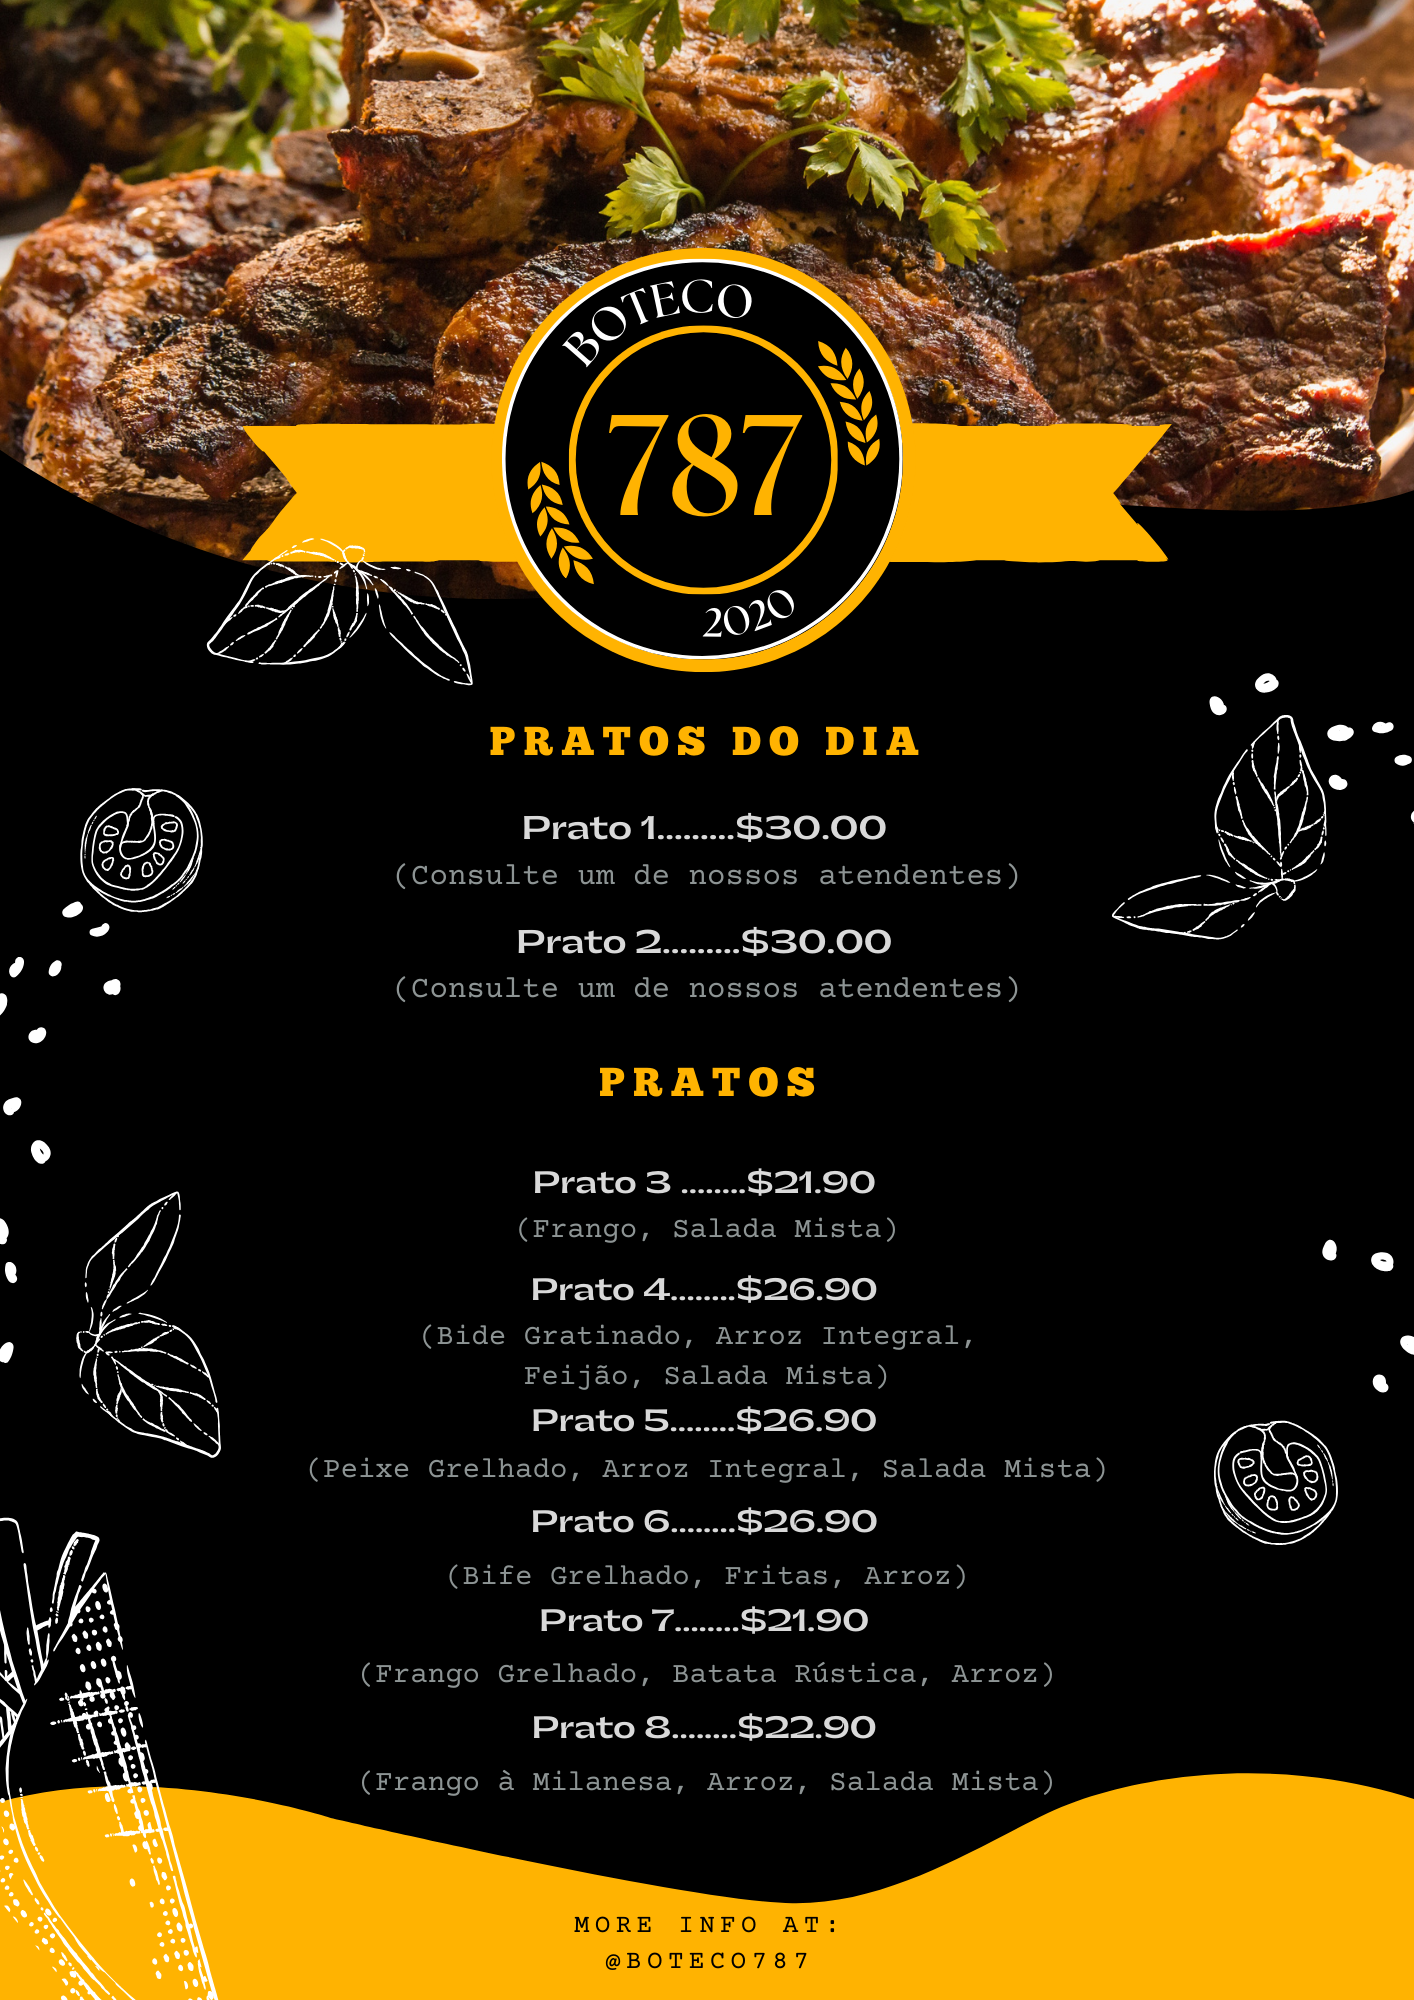 BOTECO
787
2020
PRATOS DO DIA
Prato 1.........$30.00
(Consulte um de nossos atendentes)
Prato 2.........$30.00
(Consulte um de nossos atendentes)
PRATOS
Prato 3 ........$21.90
(Frango, Salada Mista)
Prato 4........$26.90
(Bide Gratinado, Arroz Integral,
Feijão, Salada Mista)
Prato 5........$26.90
(Peixe Grelhado, Arroz Integral, Salada Mista)
Prato 6........$26.90
(Bife Grelhado, Fritas, Arroz)
Prato 7........$21.90
(Frango Grelhado, Batata Rústica, Arroz)
Prato 8........$22.90
(Frango à Milanesa, Arroz, Salada Mista)
MORE INFO AT:
@BOTECO787